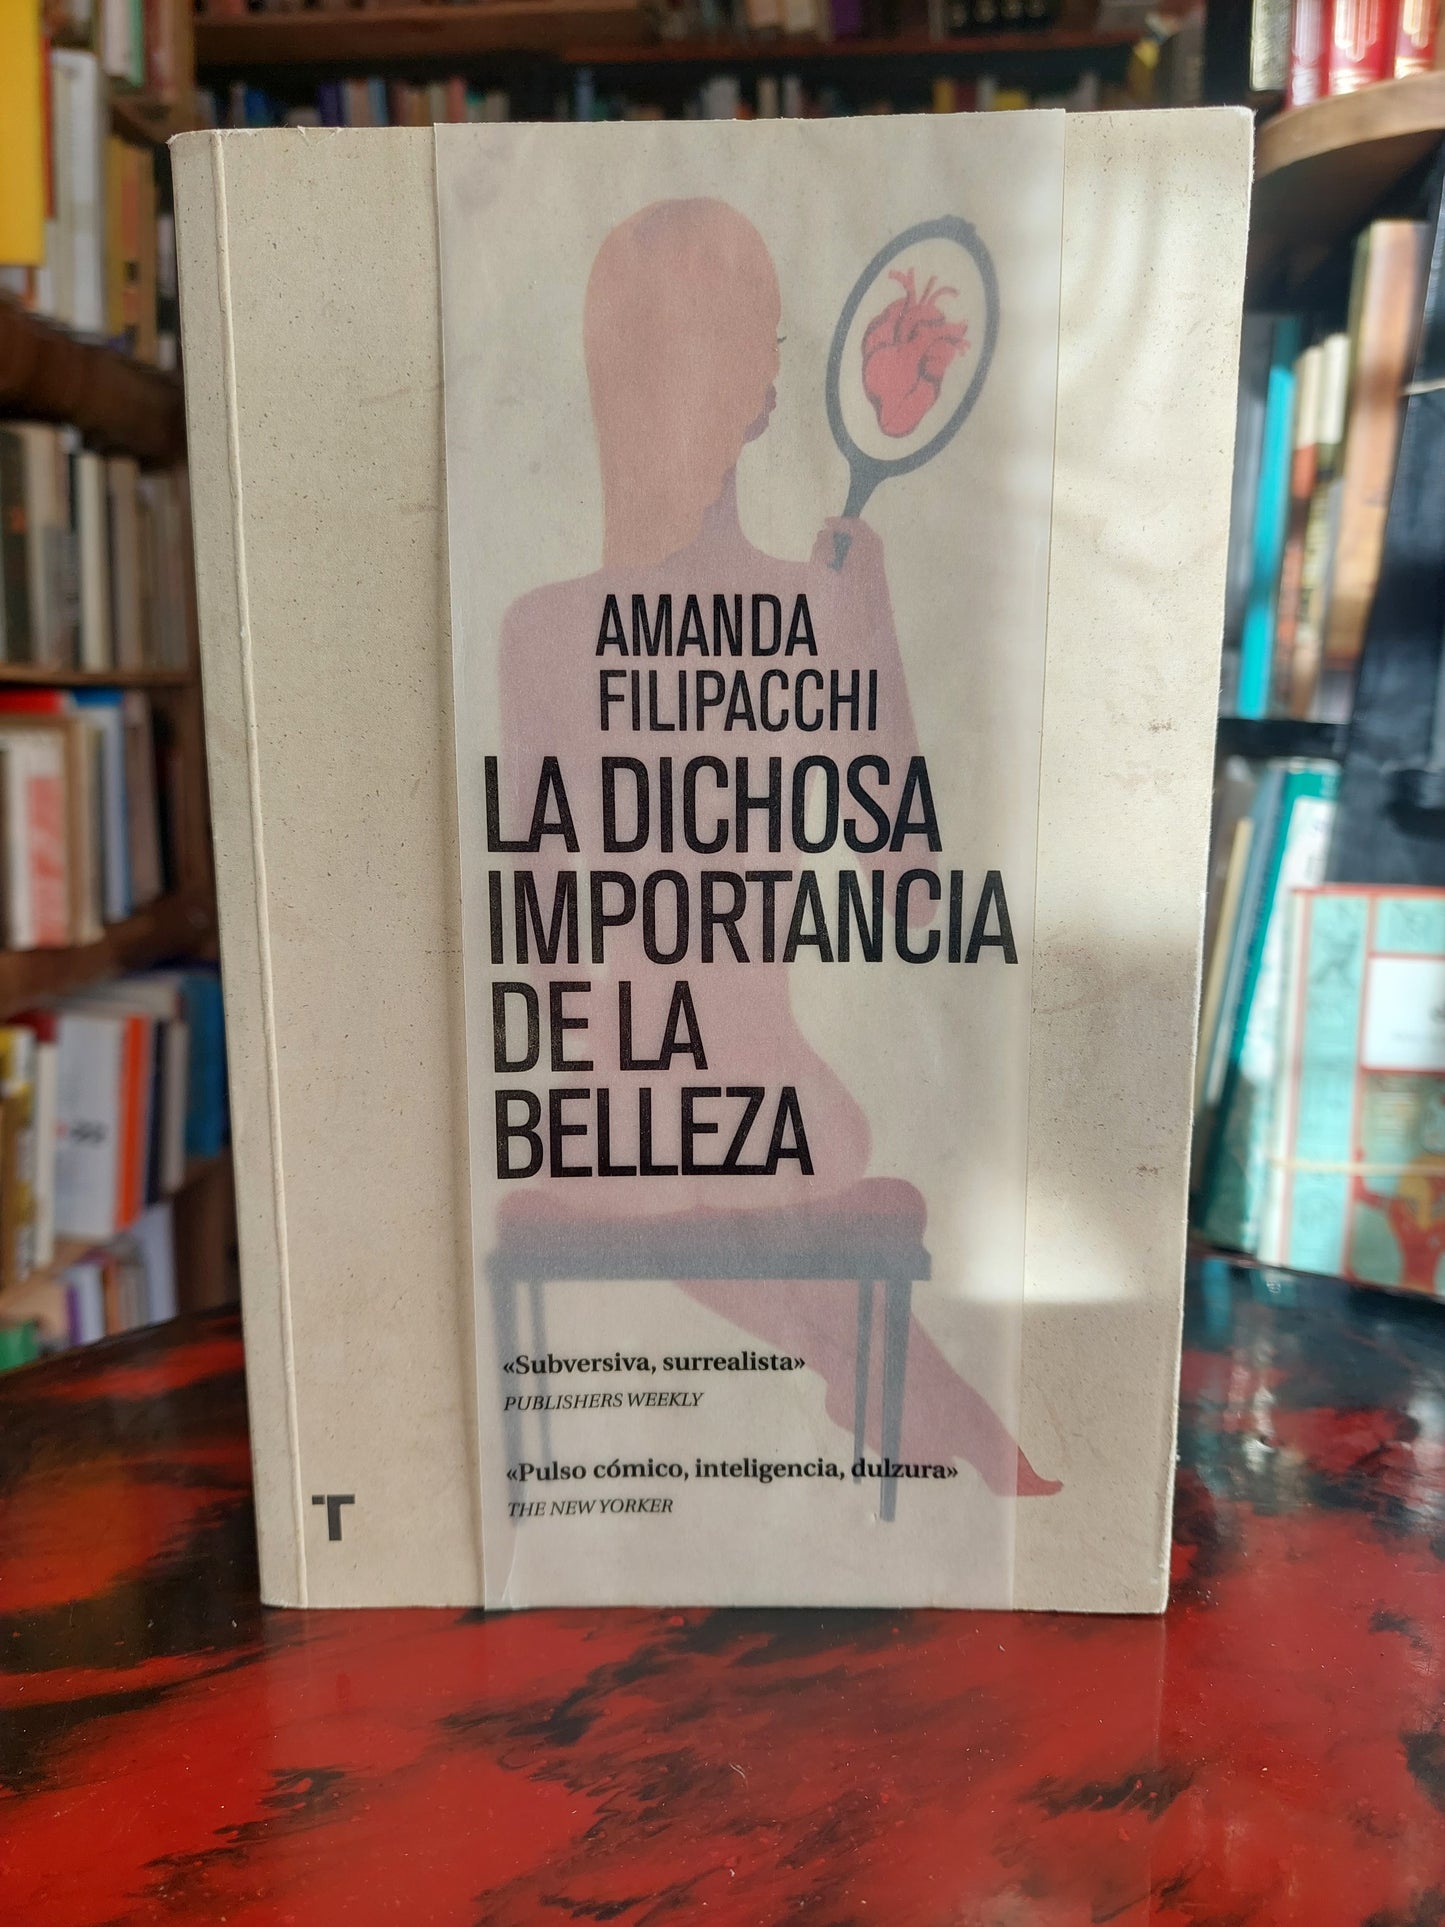 AMANDA
FILIPACCHI
LA DICHOSA
IMPORTANCIA
DE LA
BELLEZA
«Subversiva, surrealista»
PUBLISHERS WEEKLY
«Pulso cómico, inteligencia, dulzura»
THE NEW YORKER
T